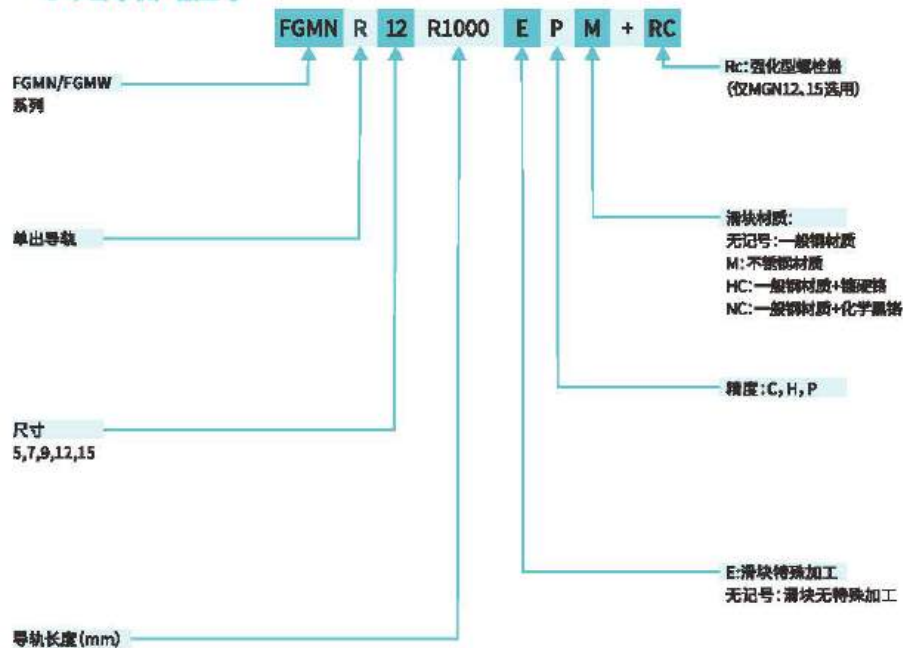 FGMN R 12 R1000 E P M + RC
FGMN/FGMW
系列
Rc:强化型螺栓盖
(仅MGN12、15选用)
单出导轨
滑块材质:
无记号:一般钢材质
M:不锈钢材质
HC:一般钢材质+镀硬铬
NC:一般钢材质+化学黑铬
精度:C,H,P
尺寸
5,7,9,12,15
E:滑块特殊加工
无记号:滑块无特殊加工
导轨长度(mm)